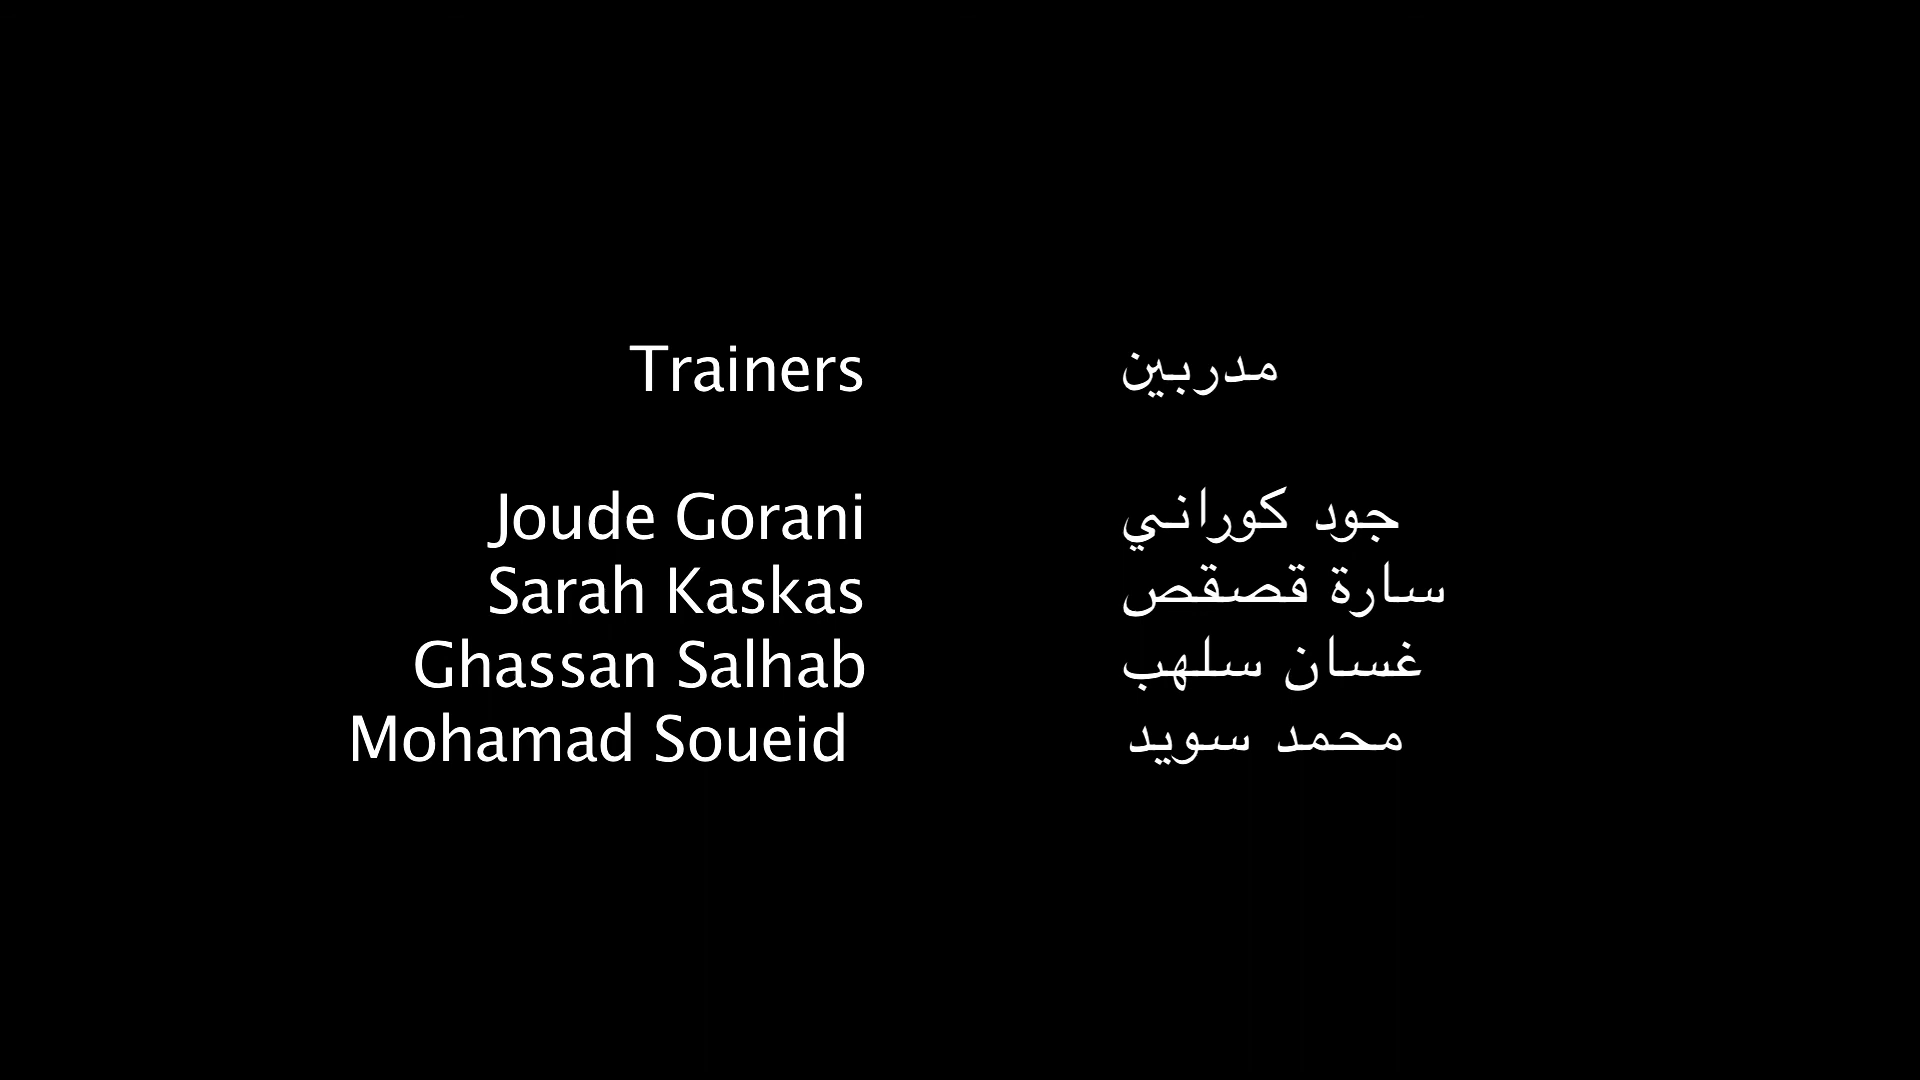 Trainers مدربين
Joude Gorani جود كوراني
Sarah Kaskas سارة قصقص
Ghassan Salhab غسان سلهب
Mohamad Soueid محمد سويد